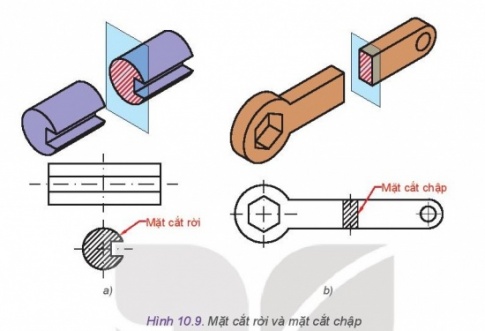 a)
b)
Mặt cắt chập
Mặt cắt rời
a)
b)
Hình 10.9. Mặt cắt rời và mặt cắt chập